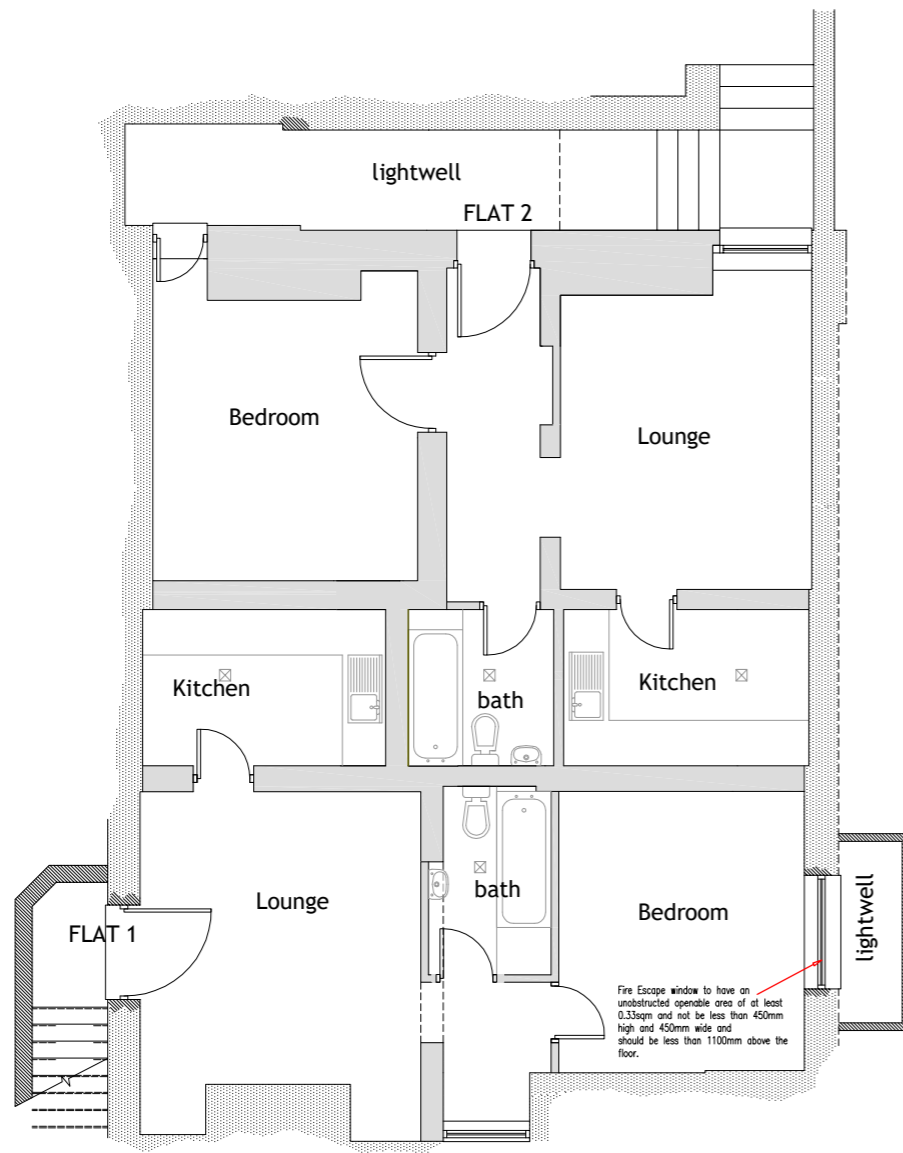 lightwell
FLAT 2
Bedroom
Lounge
Kitchen
bath
Kitchen
Lounge
bath
Bedroom
lightwell
FLAT 1
Fire Escape window to have an
unobstructed openable area of at least
0.33sqm and not be less than 450mm
high and 450mm wide and
should be less than 1100mm above the
floor.